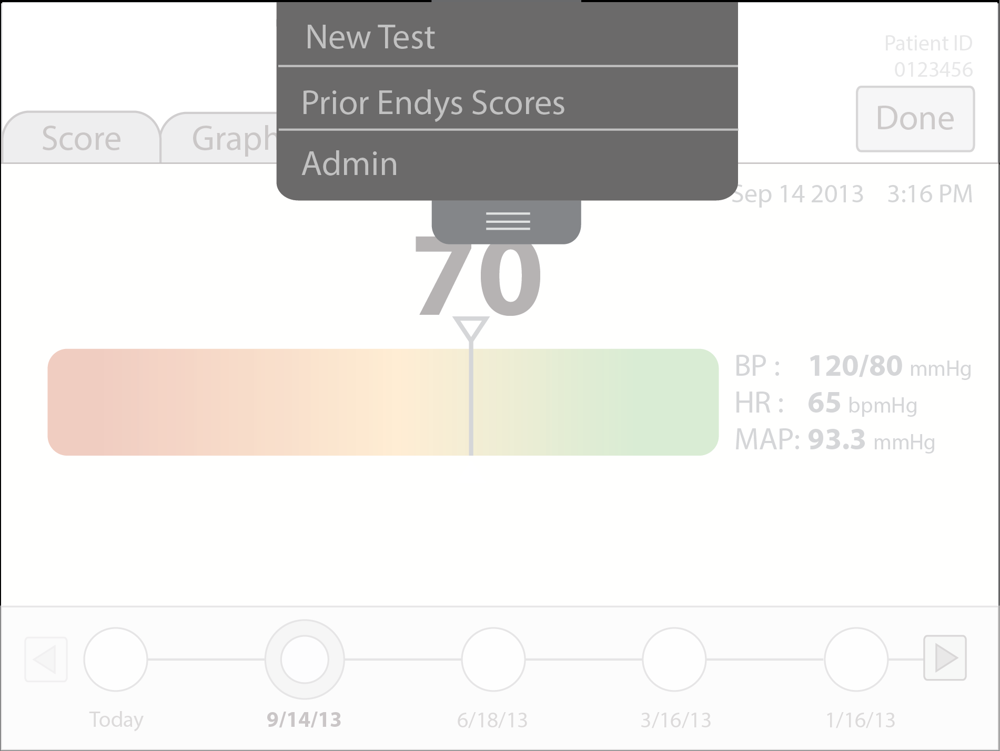 New Test
Patient ID
0123456
Prior Endys Scores
Done
Score
Graph
Admin
Sep 14 2013 3:16 PM
70
BP : 120/80 mmHg
HR : 65 bpmHg
MAP: 93.3 mmHg
Today
9/14/13
6/18/13
3/16/13
1/16/13